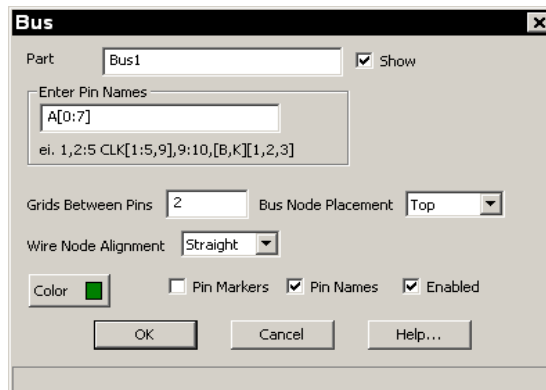 Bus
Part Bus1 Show
Enter Pin Names
A[0:7]
ei. 1,2:5 CLK[1:5,9],9:10,[B,K][1,2,3]
Grids Between Pins 2 Bus Node Placement Top
Wire Node Alignment Straight
Color Pin Markers Pin Names Enabled
OK Cancel Help...